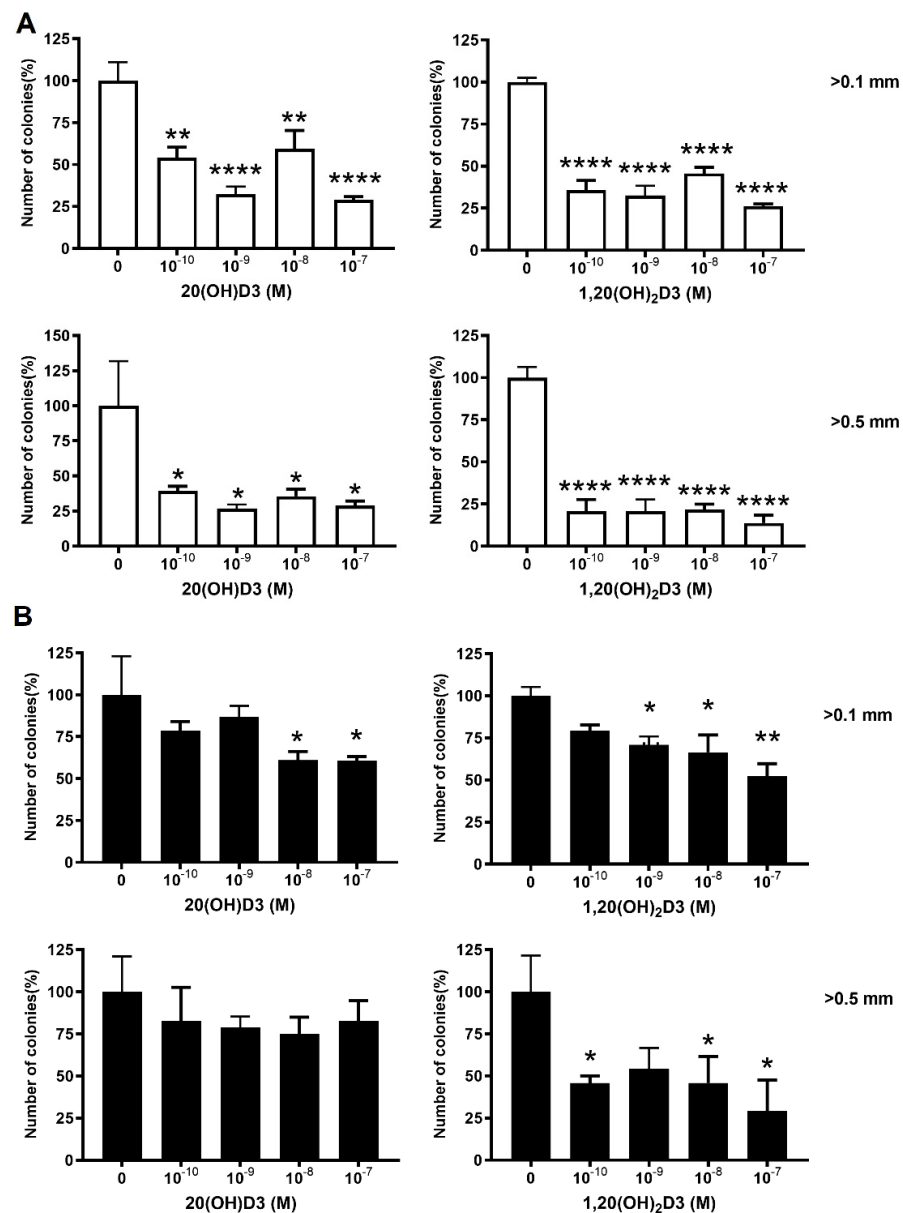 A
Number of colonies(%)
125
100
75
50
25
0
** **** ** ****
0 10⁻¹⁰ 10⁻⁹ 10⁻⁸ 10⁻⁷
20(OH)D3 (M)
Number of colonies(%)
125
100
75
50
25
0
**** **** **** ****
0 10⁻¹⁰ 10⁻⁹ 10⁻⁸ 10⁻⁷
1,20(OH)₂D3 (M)
>0.1 mm
Number of colonies(%)
150
125
100
75
50
25
0
* * * *
0 10⁻¹⁰ 10⁻⁹ 10⁻⁸ 10⁻⁷
20(OH)D3 (M)
Number of colonies(%)
125
100
75
50
25
0
**** **** **** ****
0 10⁻¹⁰ 10⁻⁹ 10⁻⁸ 10⁻⁷
1,20(OH)₂D3 (M)
>0.5 mm
B
Number of colonies(%)
125
100
75
50
25
0
* *
0 10⁻¹⁰ 10⁻⁹ 10⁻⁸ 10⁻⁷
20(OH)D3 (M)
Number of colonies(%)
125
100
75
50
25
0
* * **
0 10⁻¹⁰ 10⁻⁹ 10⁻⁸ 10⁻⁷
1,20(OH)₂D3 (M)
>0.1 mm
Number of colonies(%)
125
100
75
50
25
0
0 10⁻¹⁰ 10⁻⁹ 10⁻⁸ 10⁻⁷
20(OH)D3 (M)
Number of colonies(%)
125
100
75
50
25
0
* * *
0 10⁻¹⁰ 10⁻⁹ 10⁻⁸ 10⁻⁷
1,20(OH)₂D3 (M)
>0.5 mm